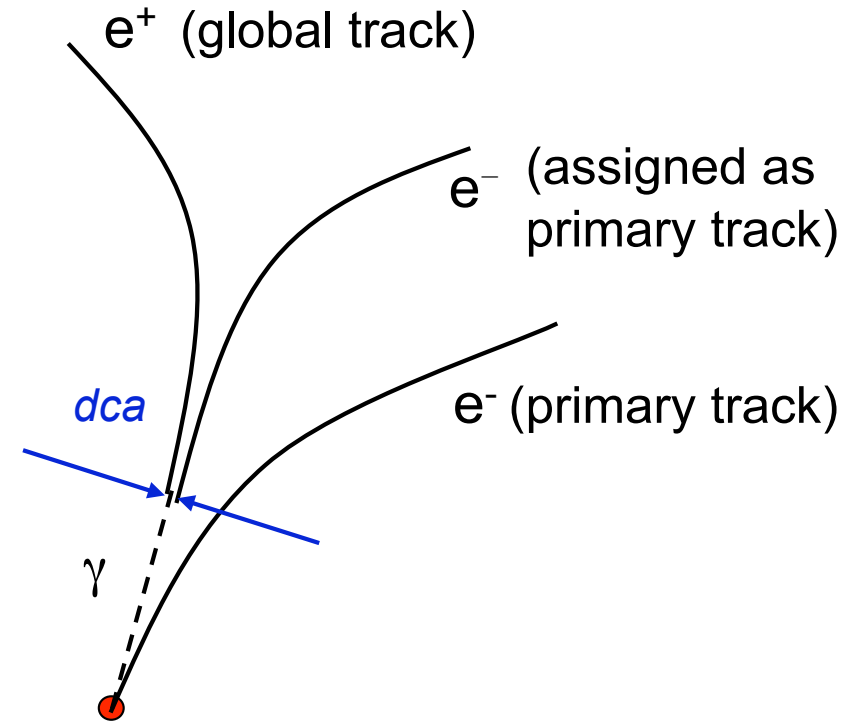 e⁺ (global track)
e⁻ (assigned as
primary track)
dca
e⁻ (primary track)
γ